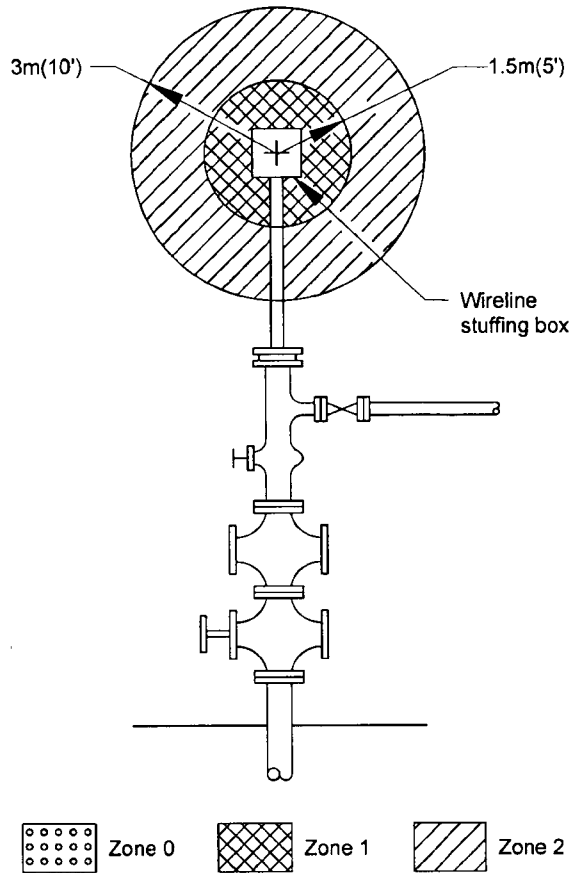 3m(10')
1.5m(5')
Wireline
stuffing box
Zone 0
Zone 1
Zone 2